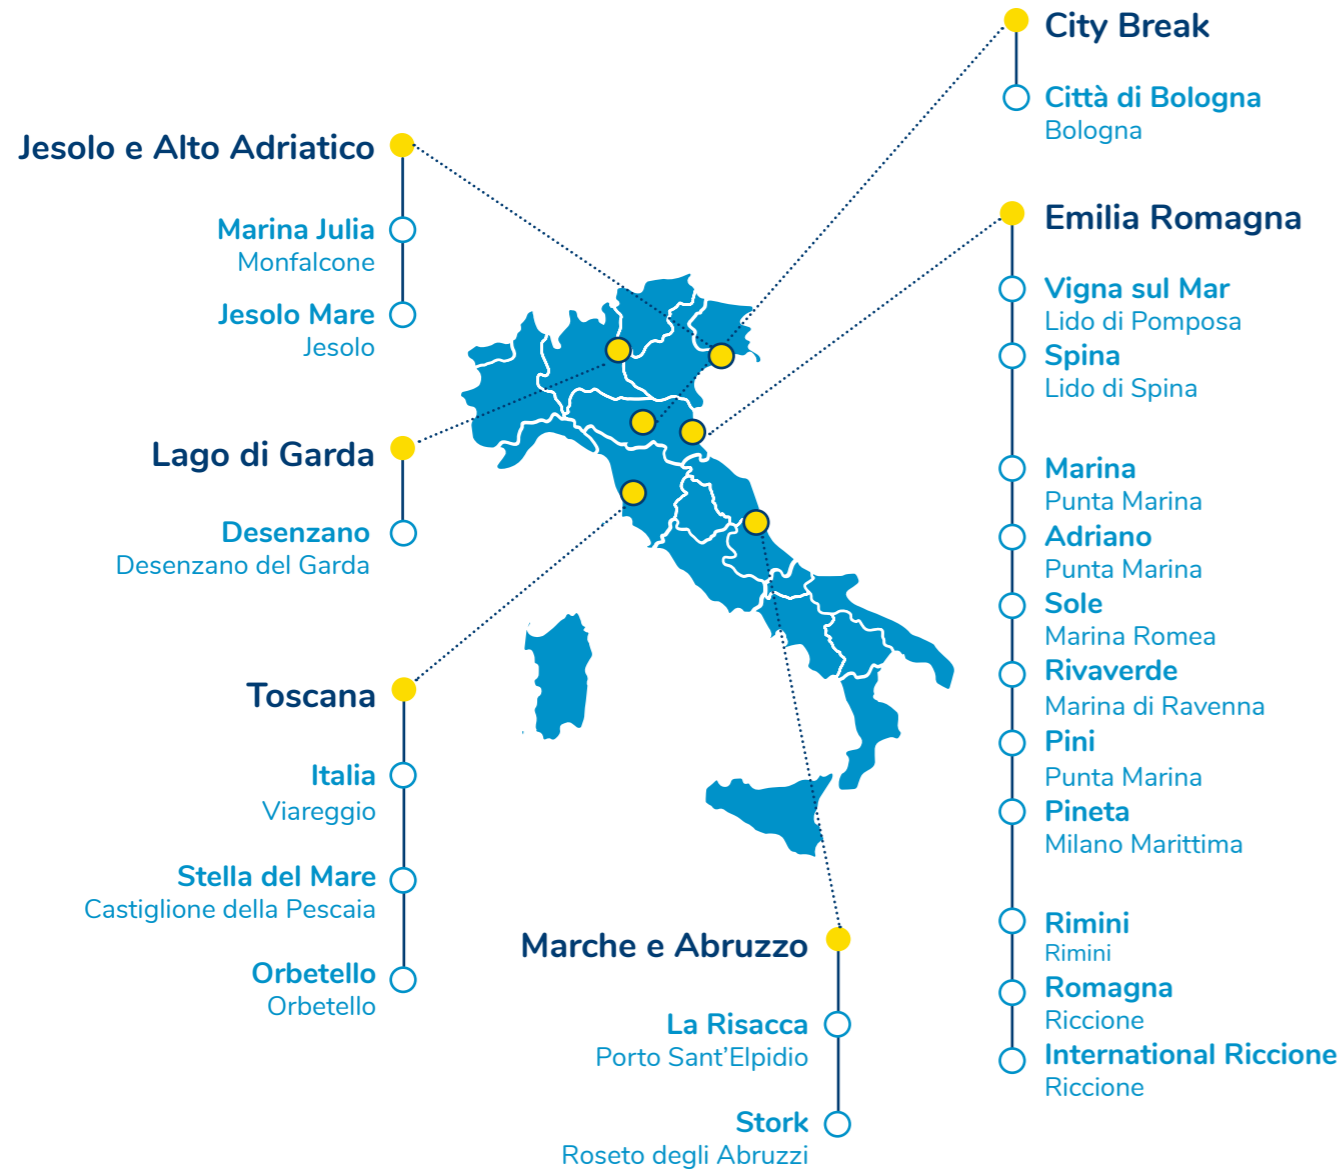 City Break
Città di Bologna
Bologna
Jesolo e Alto Adriatico
Marina Julia
Monfalcone
Jesolo Mare
Jesolo
Emilia Romagna
Vigna sul Mar
Lido di Pomposa
Spina
Lido di Spina
Marina
Punta Marina
Adriano
Punta Marina
Sole
Marina Romea
Rivaverde
Marina di Ravenna
Pini
Punta Marina
Pineta
Milano Marittima
Rimini
Rimini
Romagna
Riccione
International Riccione
Riccione
Lago di Garda
Desenzano
Desenzano del Garda
Toscana
Italia
Viareggio
Stella del Mare
Castiglione della Pescaia
Orbetello
Orbetello
Marche e Abruzzo
La Risacca
Porto Sant'Elpidio
Stork
Roseto degli Abruzzi